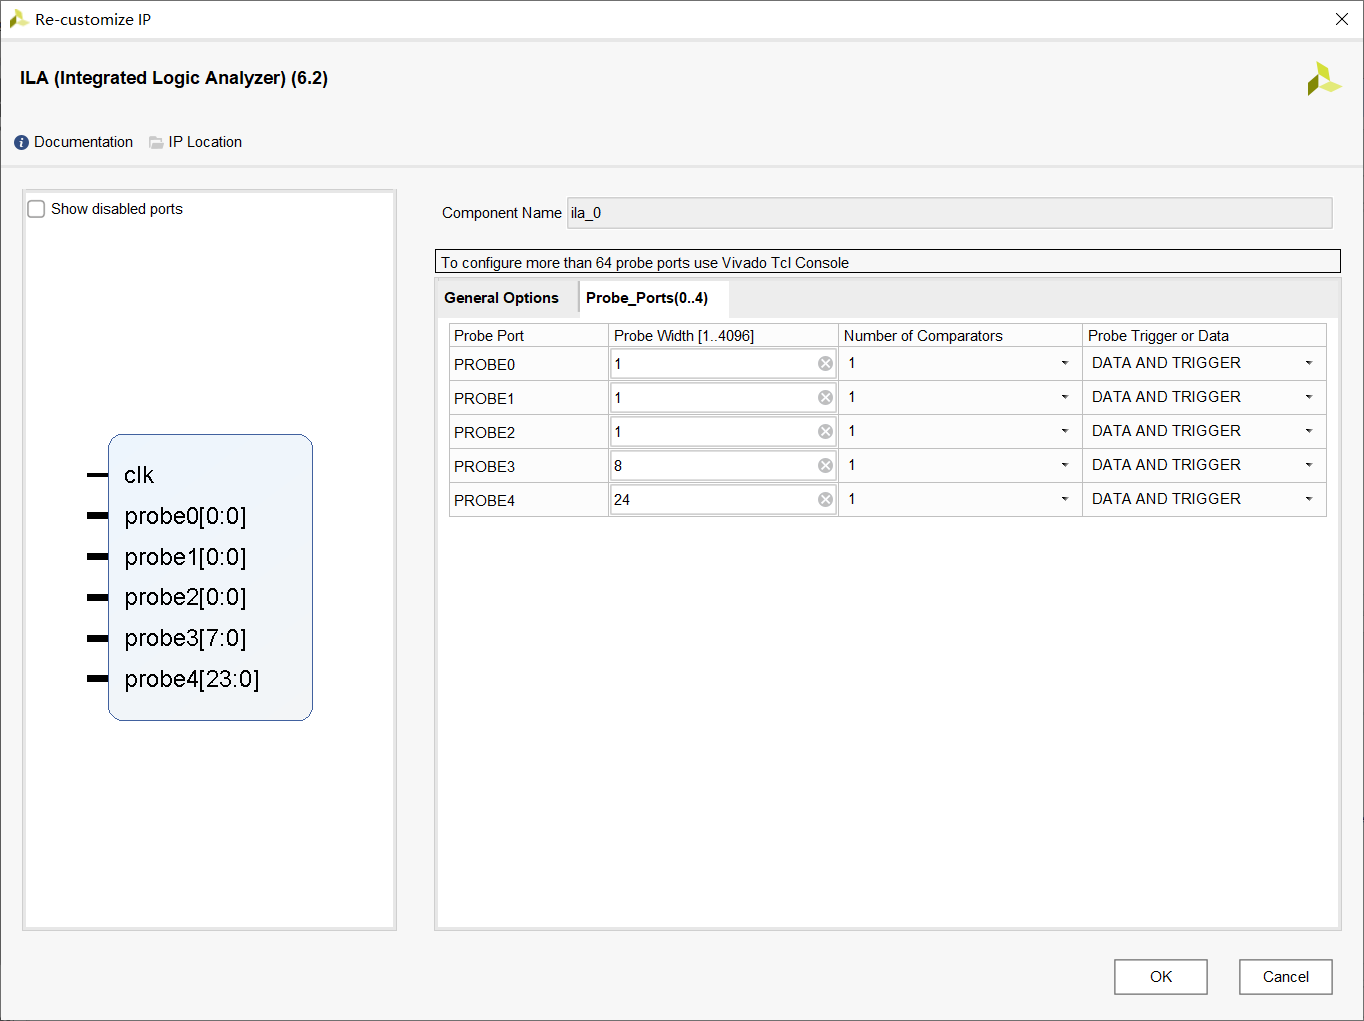 Re-customize IP
ILA (Integrated Logic Analyzer) (6.2)
Documentation IP Location
Show disabled ports
clk
probe0[0:0]
probe1[0:0]
probe2[0:0]
probe3[7:0]
probe4[23:0]
Component Name ila_0
To configure more than 64 probe ports use Vivado Tcl Console
General Options Probe_Ports(0..4)
Probe Port Probe Width [1..4096] Number of Comparators Probe Trigger or Data
PROBE0 1 1 DATA AND TRIGGER
PROBE1 1 1 DATA AND TRIGGER
PROBE2 1 1 DATA AND TRIGGER
PROBE3 8 1 DATA AND TRIGGER
PROBE4 24 1 DATA AND TRIGGER
OK Cancel